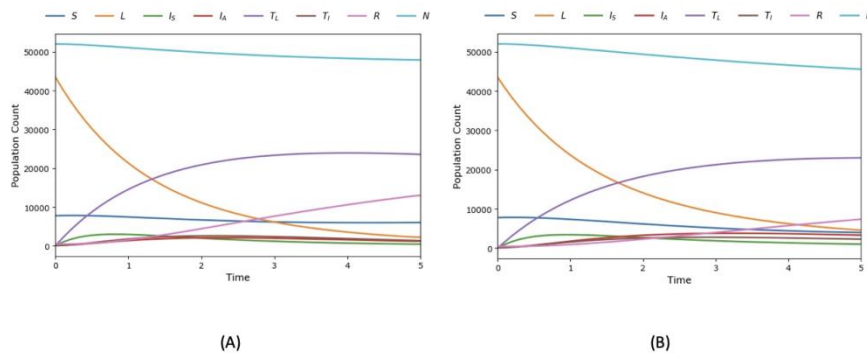 S L I_S I_A T_L T_I R N
Population Count
50000
40000
30000
20000
10000
0
0 1 2 3 4 5
Time
(A)
S L I_S I_A T_L T_I R
Population Count
50000
40000
30000
20000
10000
0
0 1 2 3 4 5
Time
(B)